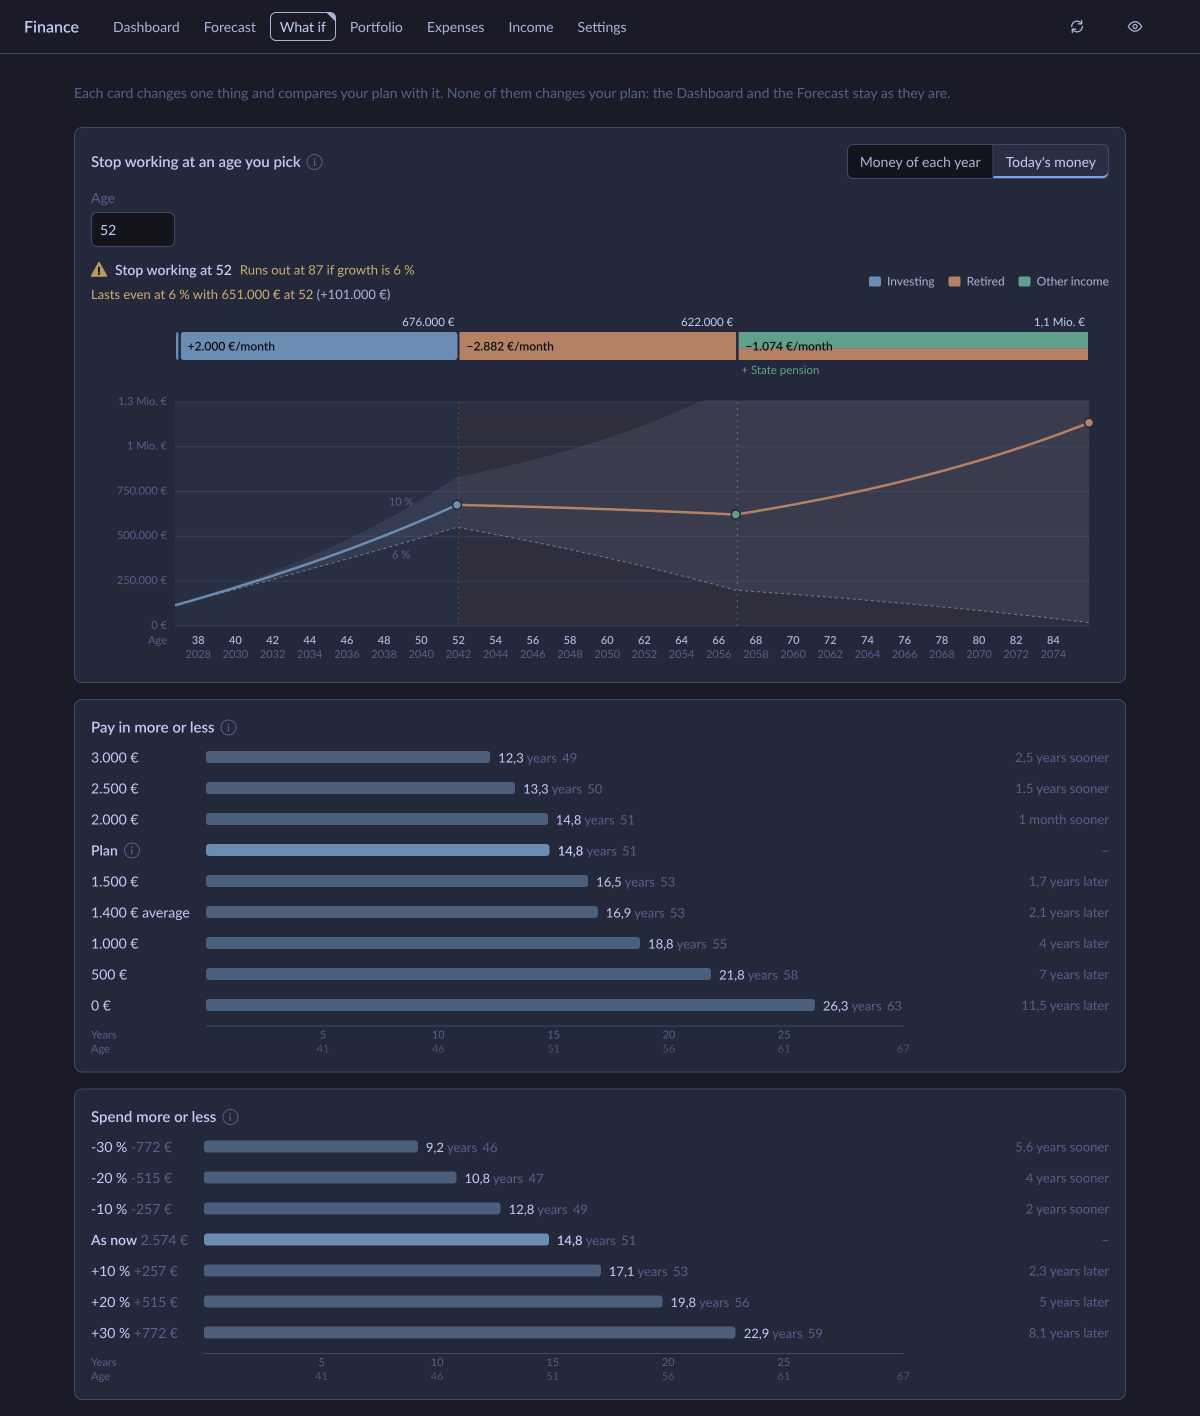 Finance Dashboard Forecast What if Portfolio Expenses Income Settings
Each card changes one thing and compares your plan with it. None of them changes your plan: the Dashboard and the Forecast stay as they are.
Stop working at an age you pick
Money of each year Today's money
Age
52
Stop working at 52 Runs out at 87 if growth is 6 %
Lasts even at 6 % with 651.000 € at 52 (+101.000 €)
Investing Retired Other income
676.000 € 622.000 € 1,1 Mio. €
+2.000 €/month −2.882 €/month −1.074 €/month
+ State pension
1,3 Mio. €
1 Mio. €
750.000 €
10 %
500.000 €
6 %
250.000 €
0 €
Age 38 40 42 44 46 48 50 52 54 56 58 60 62 64 66 68 70 72 74 76 78 80 82 84
2028 2030 2032 2034 2036 2038 2040 2042 2044 2046 2048 2050 2052 2054 2056 2058 2060 2062 2064 2066 2068 2070 2072 2074
Pay in more or less
3.000 € 12,3 years 49 2,5 years sooner
2.500 € 13,3 years 50 1,5 years sooner
2.000 € 14,8 years 51 1 month sooner
Plan 14,8 years 51 –
1.500 € 16,5 years 53 1,7 years later
1.400 € average 16,9 years 53 2,1 years later
1.000 € 18,8 years 55 4 years later
500 € 21,8 years 58 7 years later
0 € 26,3 years 63 11,5 years later
Years 5 10 15 20 25
Age 41 46 51 56 61 67
Spend more or less
-30 % -772 € 9,2 years 46 5,6 years sooner
-20 % -515 € 10,8 years 47 4 years sooner
-10 % -257 € 12,8 years 49 2 years sooner
As now 2.574 € 14,8 years 51 –
+10 % +257 € 17,1 years 53 2,3 years later
+20 % +515 € 19,8 years 56 5 years later
+30 % +772 € 22,9 years 59 8,1 years later
Years 5 10 15 20 25
Age 41 46 51 56 61 67